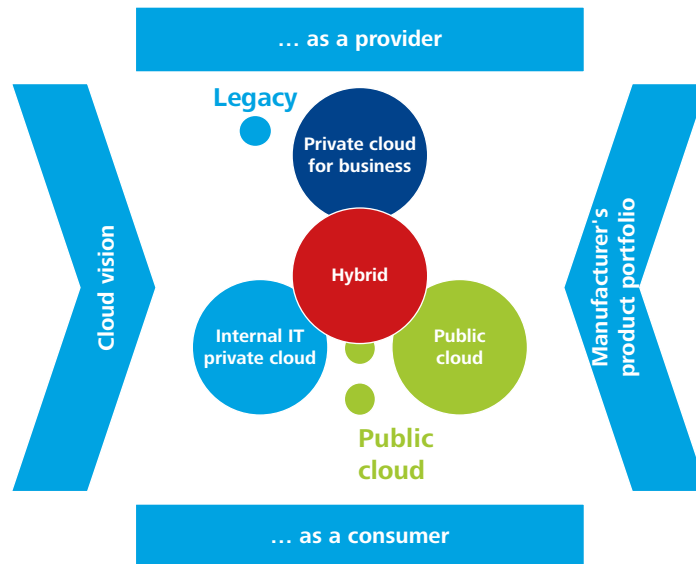 ... as a provider
Legacy
Private cloud
for business
Cloud vision
Hybrid
Manufacturer's
product portfolio
Internal IT
private cloud
Public
cloud
Public
cloud
... as a consumer